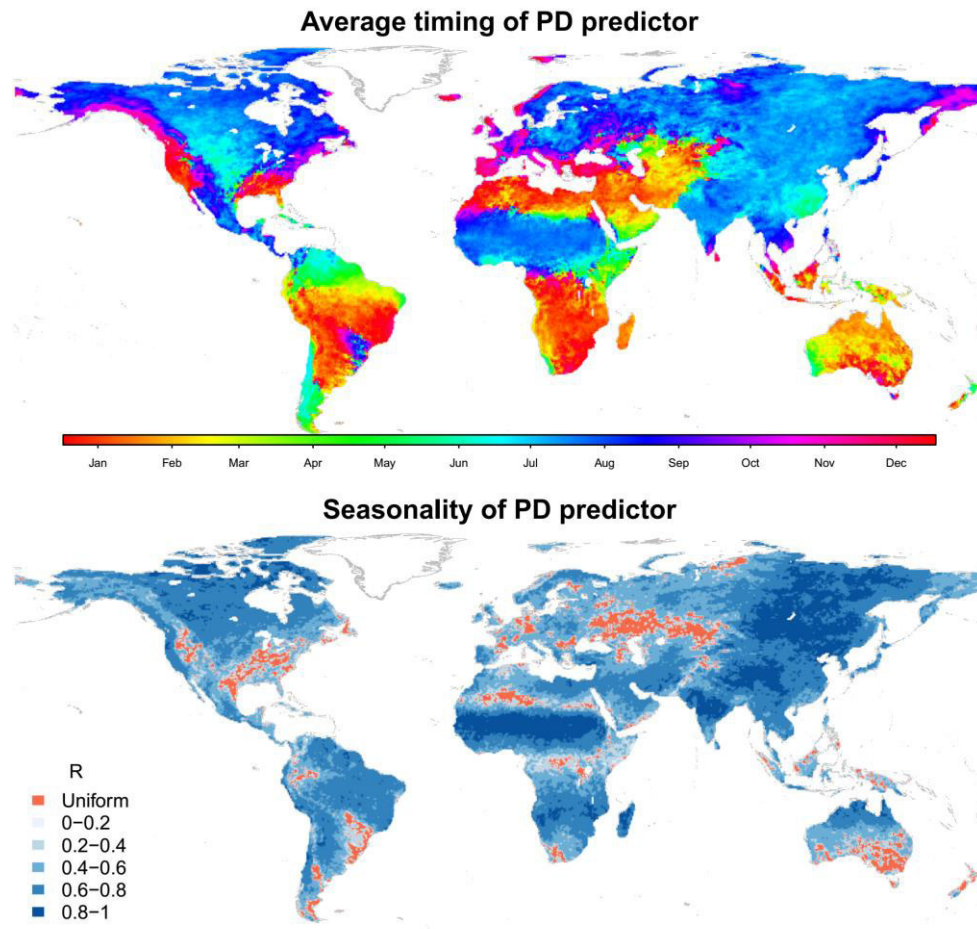 Average timing of PD predictor
Jan Feb Mar Apr May Jun Jul Aug Sep Oct Nov Dec
Seasonality of PD predictor
R
Uniform
0−0.2
0.2−0.4
0.4−0.6
0.6−0.8
0.8−1